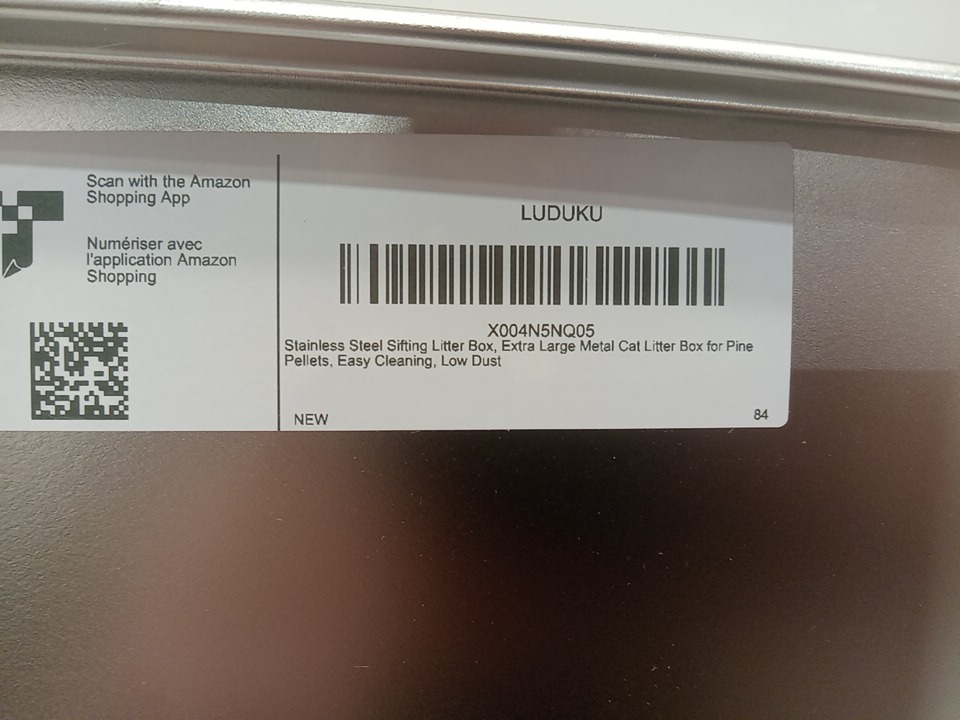 Scan with the Amazon
Shopping App
Numériser avec
l'application Amazon
Shopping
LUDUKU
X004N5NQ05
Stainless Steel Sifting Litter Box, Extra Large Metal Cat Litter Box for Pine
Pellets, Easy Cleaning, Low Dust
NEW
84